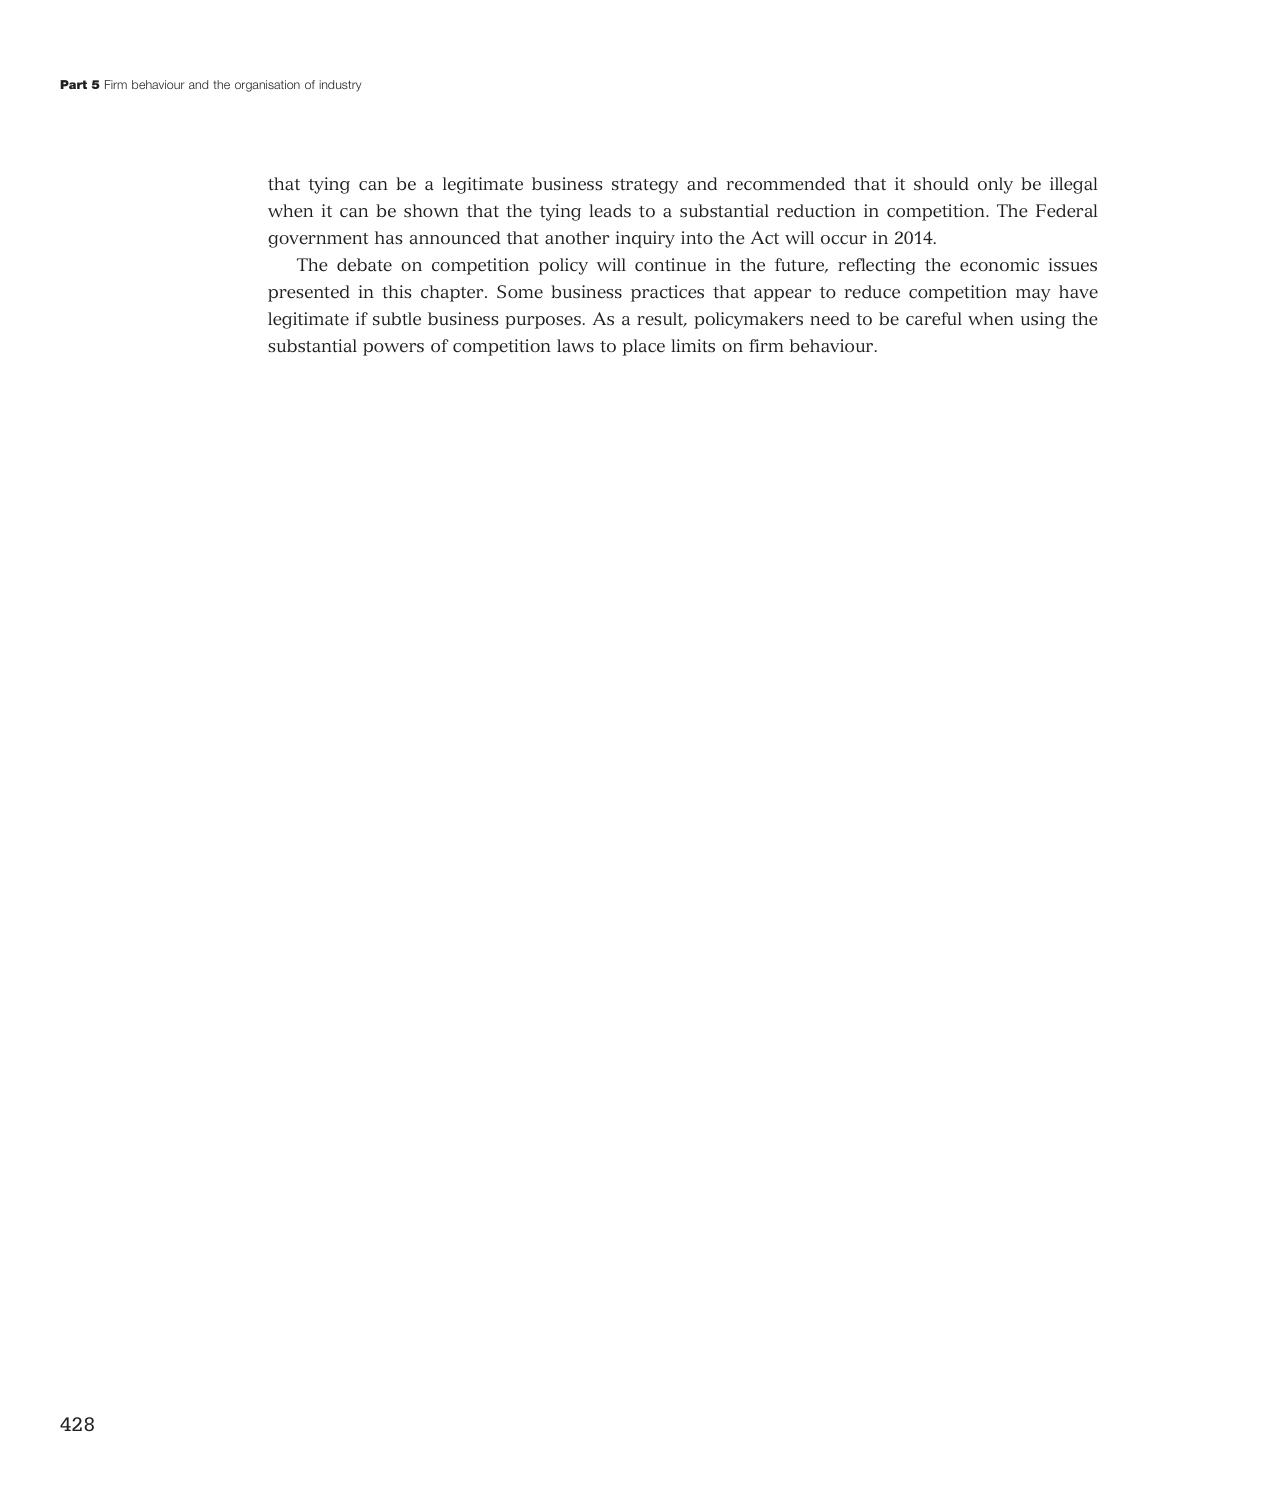 Part 5 Firm behaviour and the organisation of industry
that tying can be a legitimate business strategy and recommended that it should only be illegal
when it can be shown that the tying leads to a substantial reduction in competition. The Federal
government has announced that another inquiry into the Act will occur in 2014.
The debate on competition policy will continue in the future, reflecting the economic issues
presented in this chapter. Some business practices that appear to reduce competition may have
legitimate if subtle business purposes. As a result, policymakers need to be careful when using the
substantial powers of competition laws to place limits on firm behaviour.
428